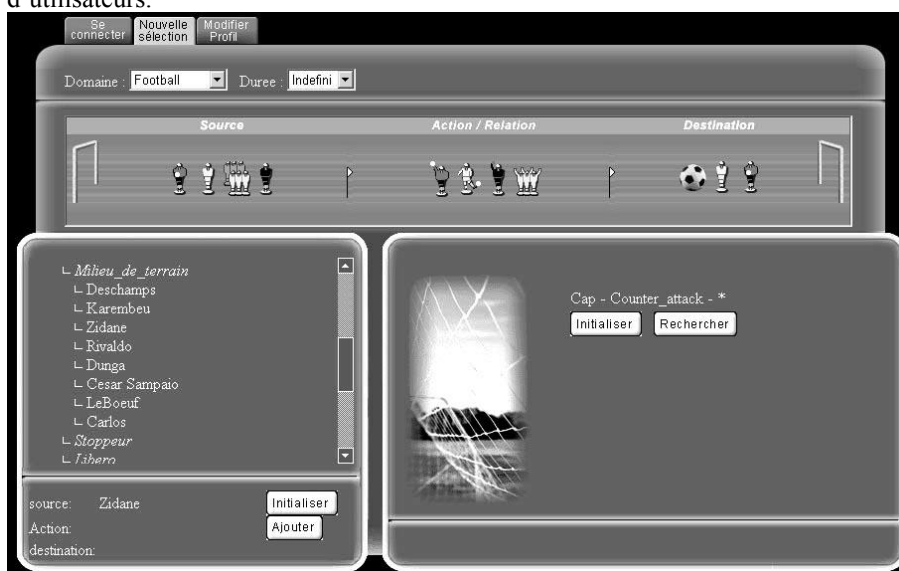 d'utilisateurs.
Se connecter
Nouvelle sélection
Modifier Profil
Domaine : Football Duree : Indefini
Source Action / Relation Destination
Milieu_de_terrain
Deschamps
Karembeu
Zidane
Rivaldo
Dunga
Cesar Sampaio
LeBoeuf
Carlos
Stoppeur
Libero
source: Zidane
Initialiser
Action:
Ajouter
destination:
Cap - Counter_attack - *
Initialiser Rechercher